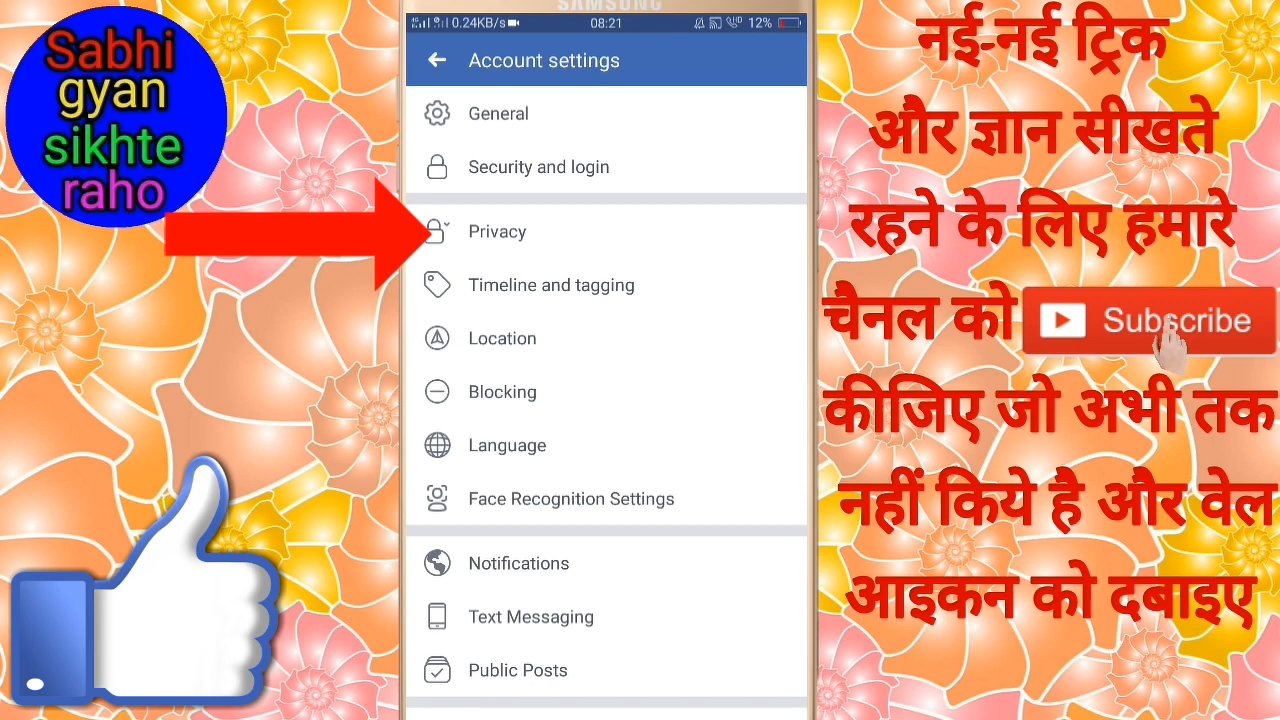 Sabhi
gyan
sikhte
raho
SAMSUNG
0.24KB/s 08:21 12%
Account settings
General
Security and login
Privacy
Timeline and tagging
Location
Blocking
Language
Face Recognition Settings
Notifications
Text Messaging
Public Posts
नई-नई ट्रिक
और ज्ञान सीखते
रहने के लिए हमारे
चैनल को Subscribe
कीजिए जो अभी तक
नहीं किये है और वेल
आइकन को दबाइए